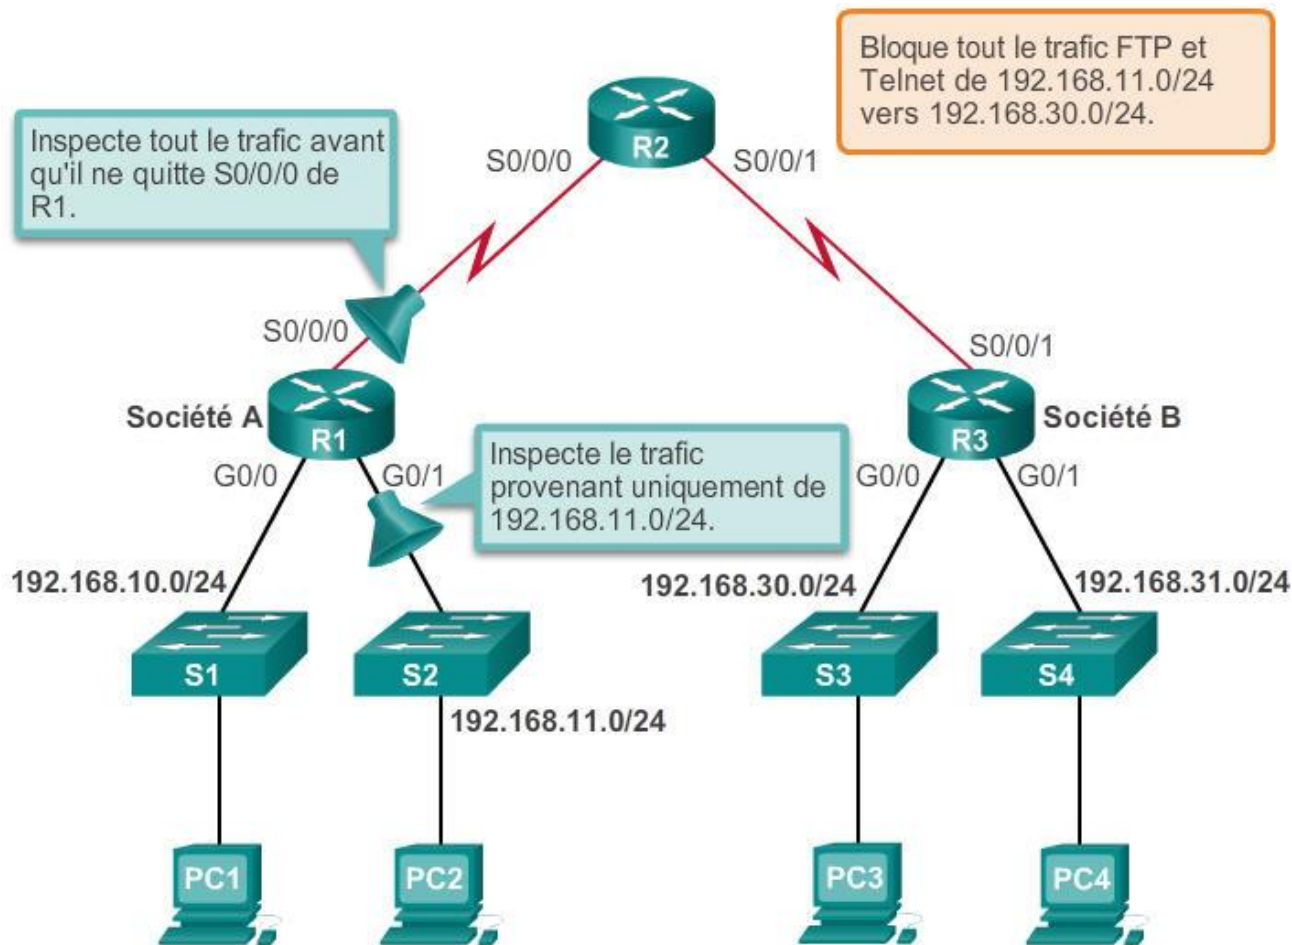 Bloque tout le trafic FTP et
Telnet de 192.168.11.0/24
vers 192.168.30.0/24.
Inspecte tout le trafic avant
qu'il ne quitte S0/0/0 de
R1.
R2
S0/0/0
S0/0/1
S0/0/0
S0/0/1
Société A
R1
R3
Société B
G0/0
G0/1
Inspecte le trafic
provenant uniquement de
192.168.11.0/24.
G0/0
G0/1
192.168.10.0/24
192.168.30.0/24
192.168.31.0/24
S1
S2
S3
S4
192.168.11.0/24
PC1
PC2
PC3
PC4